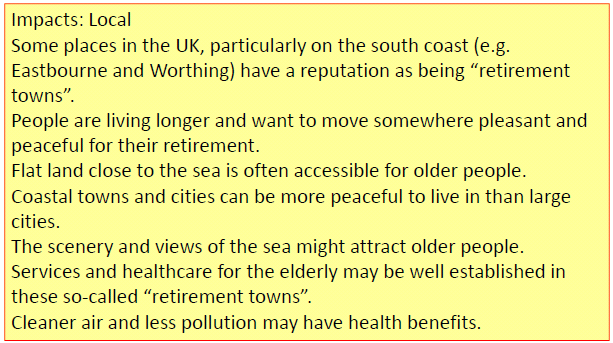 Impacts: Local
Some places in the UK, particularly on the south coast (e.g.
Eastbourne and Worthing) have a reputation as being “retirement
towns”.
People are living longer and want to move somewhere pleasant and
peaceful for their retirement.
Flat land close to the sea is often accessible for older people.
Coastal towns and cities can be more peaceful to live in than large
cities.
The scenery and views of the sea might attract older people.
Services and healthcare for the elderly may be well established in
these so-called “retirement towns”.
Cleaner air and less pollution may have health benefits.